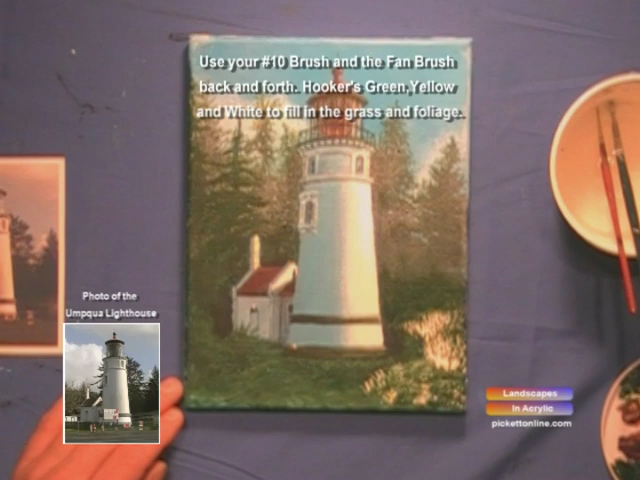 Use your #10 Brush and the Fan Brush
back and forth. Hooker's Green,Yellow
and White to fill in the grass and foliage.
Photo of the
Umpqua Lighthouse
Landscapes
In Acrylic
pickettonline.com